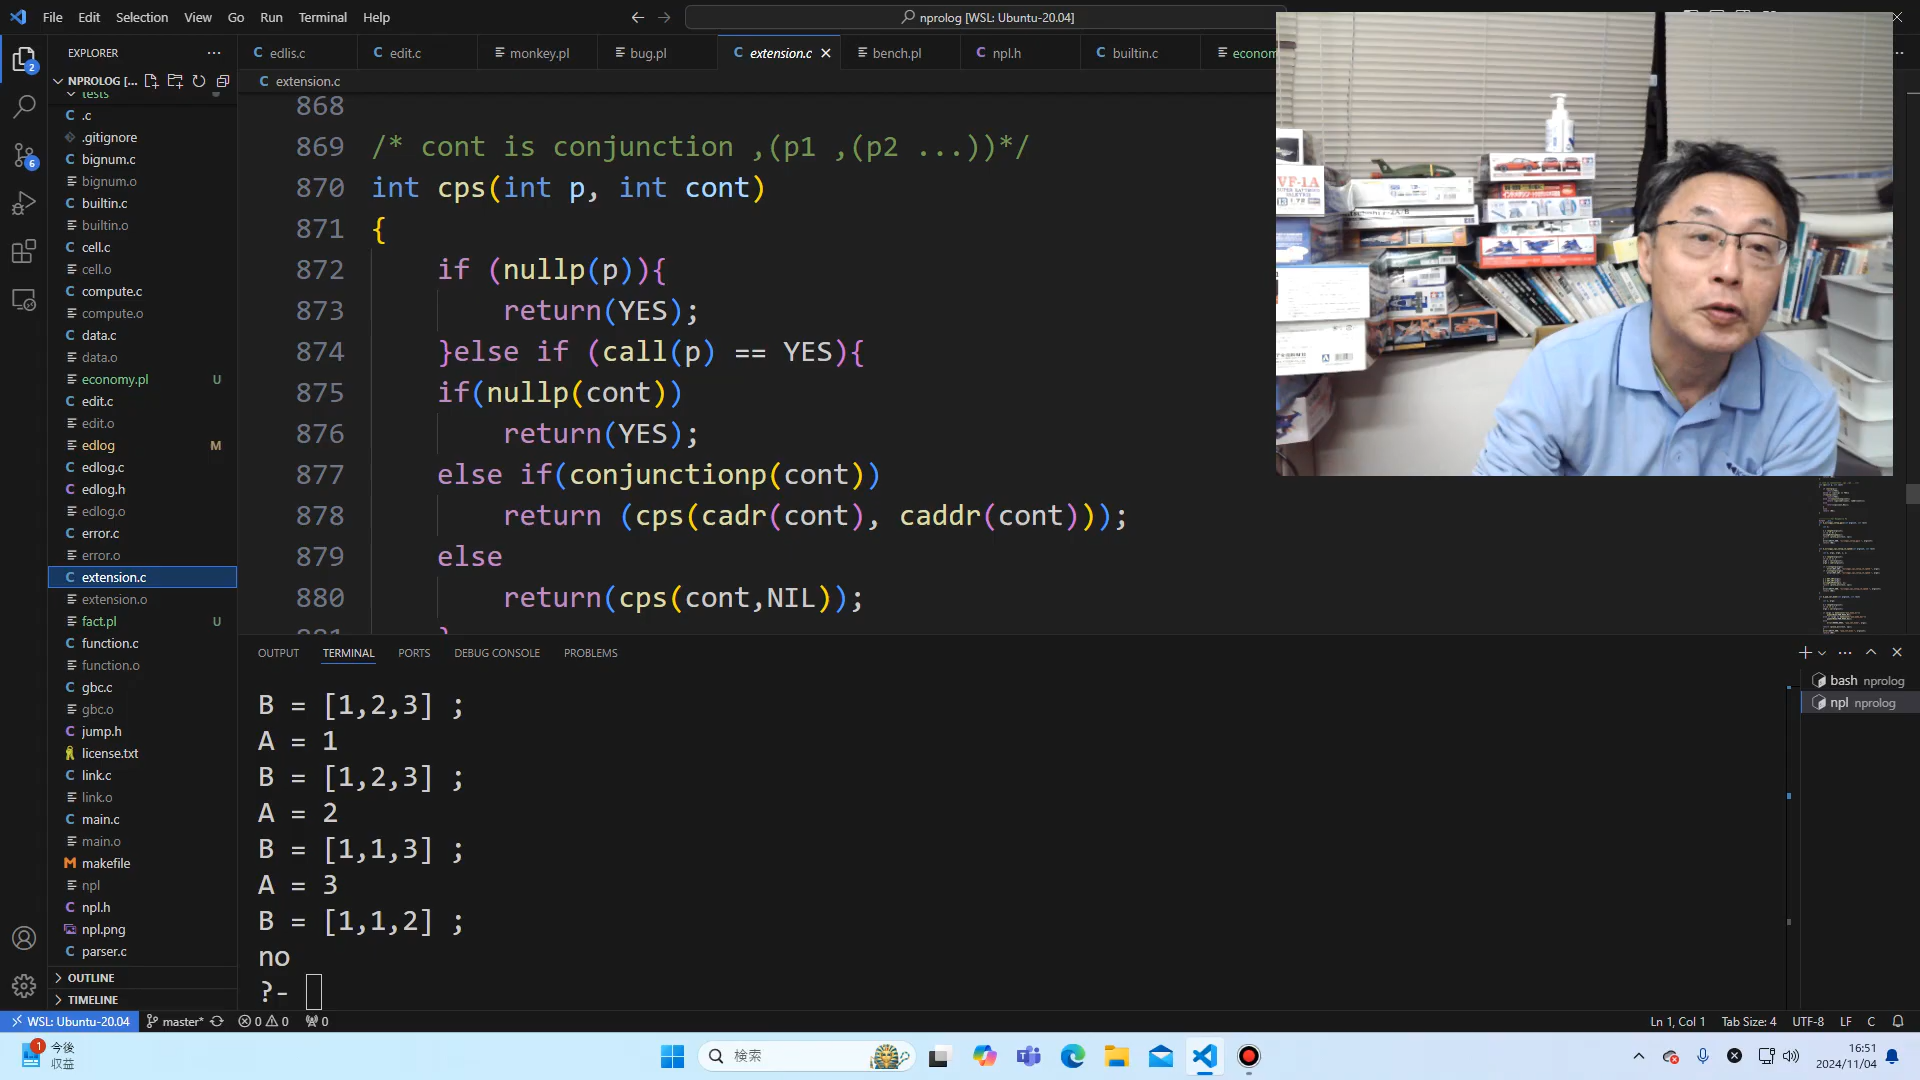 File Edit Selection View Go Run Terminal Help
nprolog [WSL: Ubuntu-20.04]
EXPLORER
NPROLOG [...
tests
.c
.gitignore
bignum.c
bignum.o
builtin.c
builtin.o
cell.c
cell.o
compute.c
compute.o
data.c
data.o
economy.pl U
edit.c
edit.o
edlog M
edlog.c
edlog.h
edlog.o
error.c
error.o
extension.c
extension.o
fact.pl U
function.c
function.o
gbc.c
gbc.o
jump.h
license.txt
link.c
link.o
main.c
main.o
makefile
npl
npl.h
npl.png
parser.c
OUTLINE
TIMELINE
edlis.c edit.c monkey.pl bug.pl extension.c bench.pl npl.h builtin.c econom
extension.c
868
869 /* cont is conjunction ,(p1 ,(p2 ...))*/
870 int cps(int p, int cont)
871 {
872 if (nullp(p)){
873 return(YES);
874 }else if (call(p) == YES){
875 if(nullp(cont))
876 return(YES);
877 else if(conjunctionp(cont))
878 return (cps(cadr(cont), caddr(cont)));
879 else
880 return(cps(cont,NIL));
881 }
VF-1A
OUTPUT TERMINAL PORTS DEBUG CONSOLE PROBLEMS
B = [1,2,3] ;
A = 1
B = [1,2,3] ;
A = 2
B = [1,1,3] ;
A = 3
B = [1,1,2] ;
no
?-
bash nprolog
npl nprolog
2
6
WSL: Ubuntu-20.04 master* 0 0 0
Ln 1, Col 1 Tab Size: 4 UTF-8 LF C
1
今後
収益
検索
16:51
2024/11/04